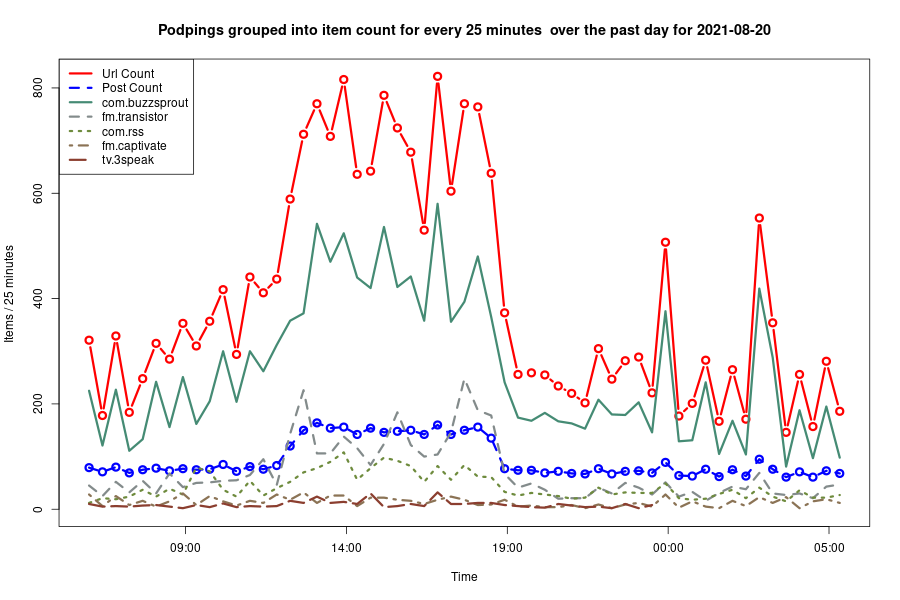 Podpings grouped into item count for every 25 minutes  over the past day for 2021-08-20
Url Count
Post Count
com.buzzsprout
fm.transistor
com.rss
fm.captivate
tv.3speak
800
600
400
200
0
Items / 25 minutes
09:00
14:00
19:00
00:00
05:00
Time